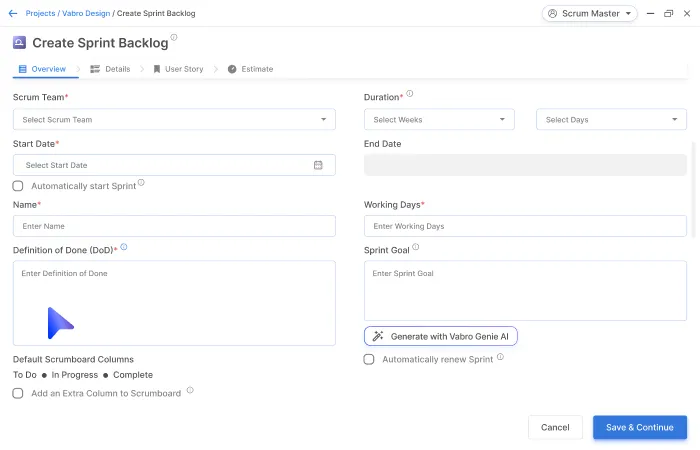 Projects / Vabro Design / Create Sprint Backlog
Scrum Master
Create Sprint Backlog
Overview
Details
User Story
Estimate
Scrum Team*
Duration*
Select Scrum Team
Select Weeks
Select Days
Start Date*
End Date
Select Start Date
Automatically start Sprint
Name*
Working Days*
Enter Name
Enter Working Days
Definition of Done (DoD)*
Sprint Goal
Enter Definition of Done
Enter Sprint Goal
Generate with Vabro Genie AI
Default Scrumboard Columns
Automatically renew Sprint
To Do ● In Progress ● Complete
Add an Extra Column to Scrumboard
Cancel
Save & Continue